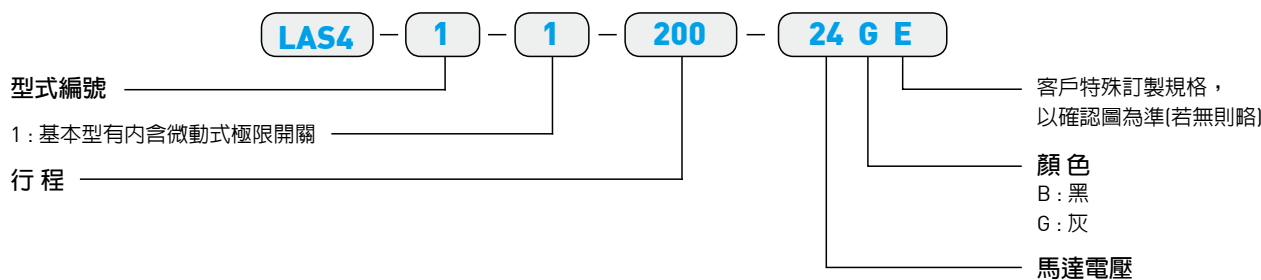 LAS4 - 1 - 1 - 200 - 24 G E
型式編號
1 : 基本型有內含微動式極限開關
行 程
客戶特殊訂製規格，
以確認圖為準(若無則略)
顏 色
B : 黑
G : 灰
馬達電壓